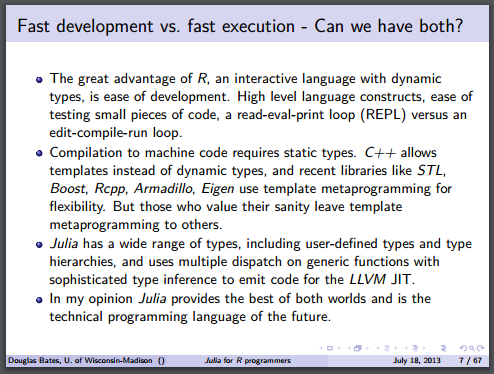 Fast development vs. fast execution - Can we have both?
The great advantage of R, an interactive language with dynamic
types, is ease of development. High level language constructs, ease of
testing small pieces of code, a read-eval-print loop (REPL) versus an
edit-compile-run loop.
Compilation to machine code requires static types. C++ allows
templates instead of dynamic types, and recent libraries like STL,
Boost, Rcpp, Armadillo, Eigen use template metaprogramming for
flexibility. But those who value their sanity leave template
metaprogramming to others.
Julia has a wide range of types, including user-defined types and type
hierarchies, and uses multiple dispatch on generic functions with
sophisticated type inference to emit code for the LLVM JIT.
In my opinion Julia provides the best of both worlds and is the
technical programming language of the future.
Douglas Bates, U. of Wisconsin-Madison () Julia for R programmers July 18, 2013 7 / 67